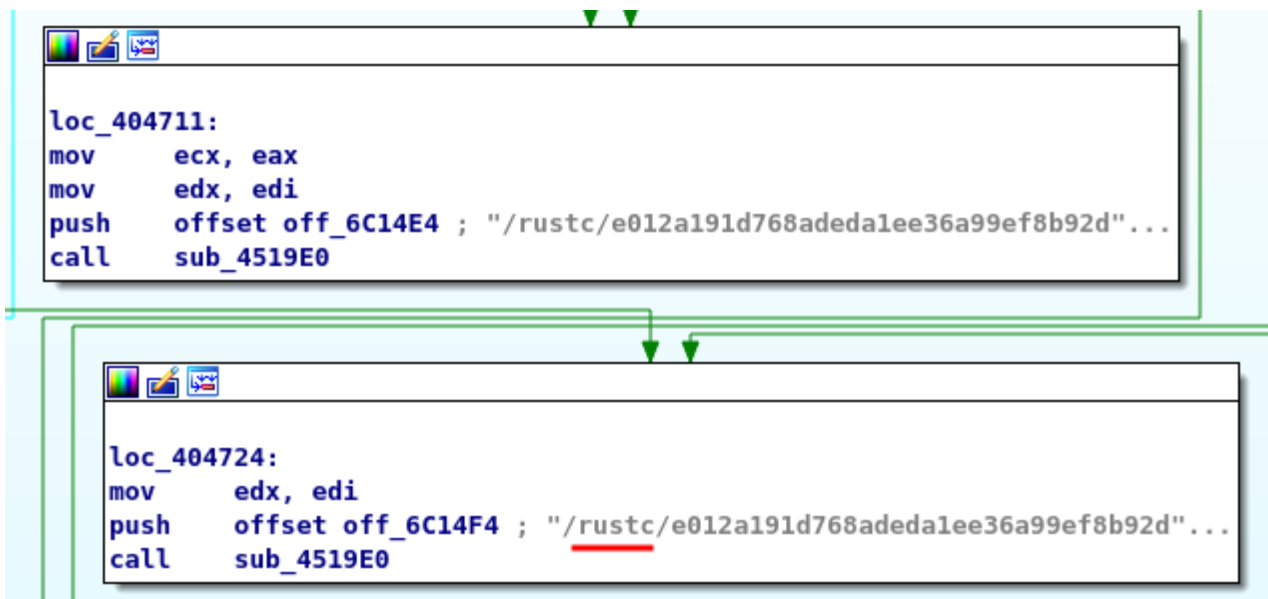 loc_404711:
mov ecx, eax
mov edx, edi
push offset off_6C14E4 ; "/rustc/e012a191d768adeda1ee36a99ef8b92d"...
call sub_4519E0
loc_404724:
mov edx, edi
push offset off_6C14F4 ; "/rustc/e012a191d768adeda1ee36a99ef8b92d"...
call sub_4519E0